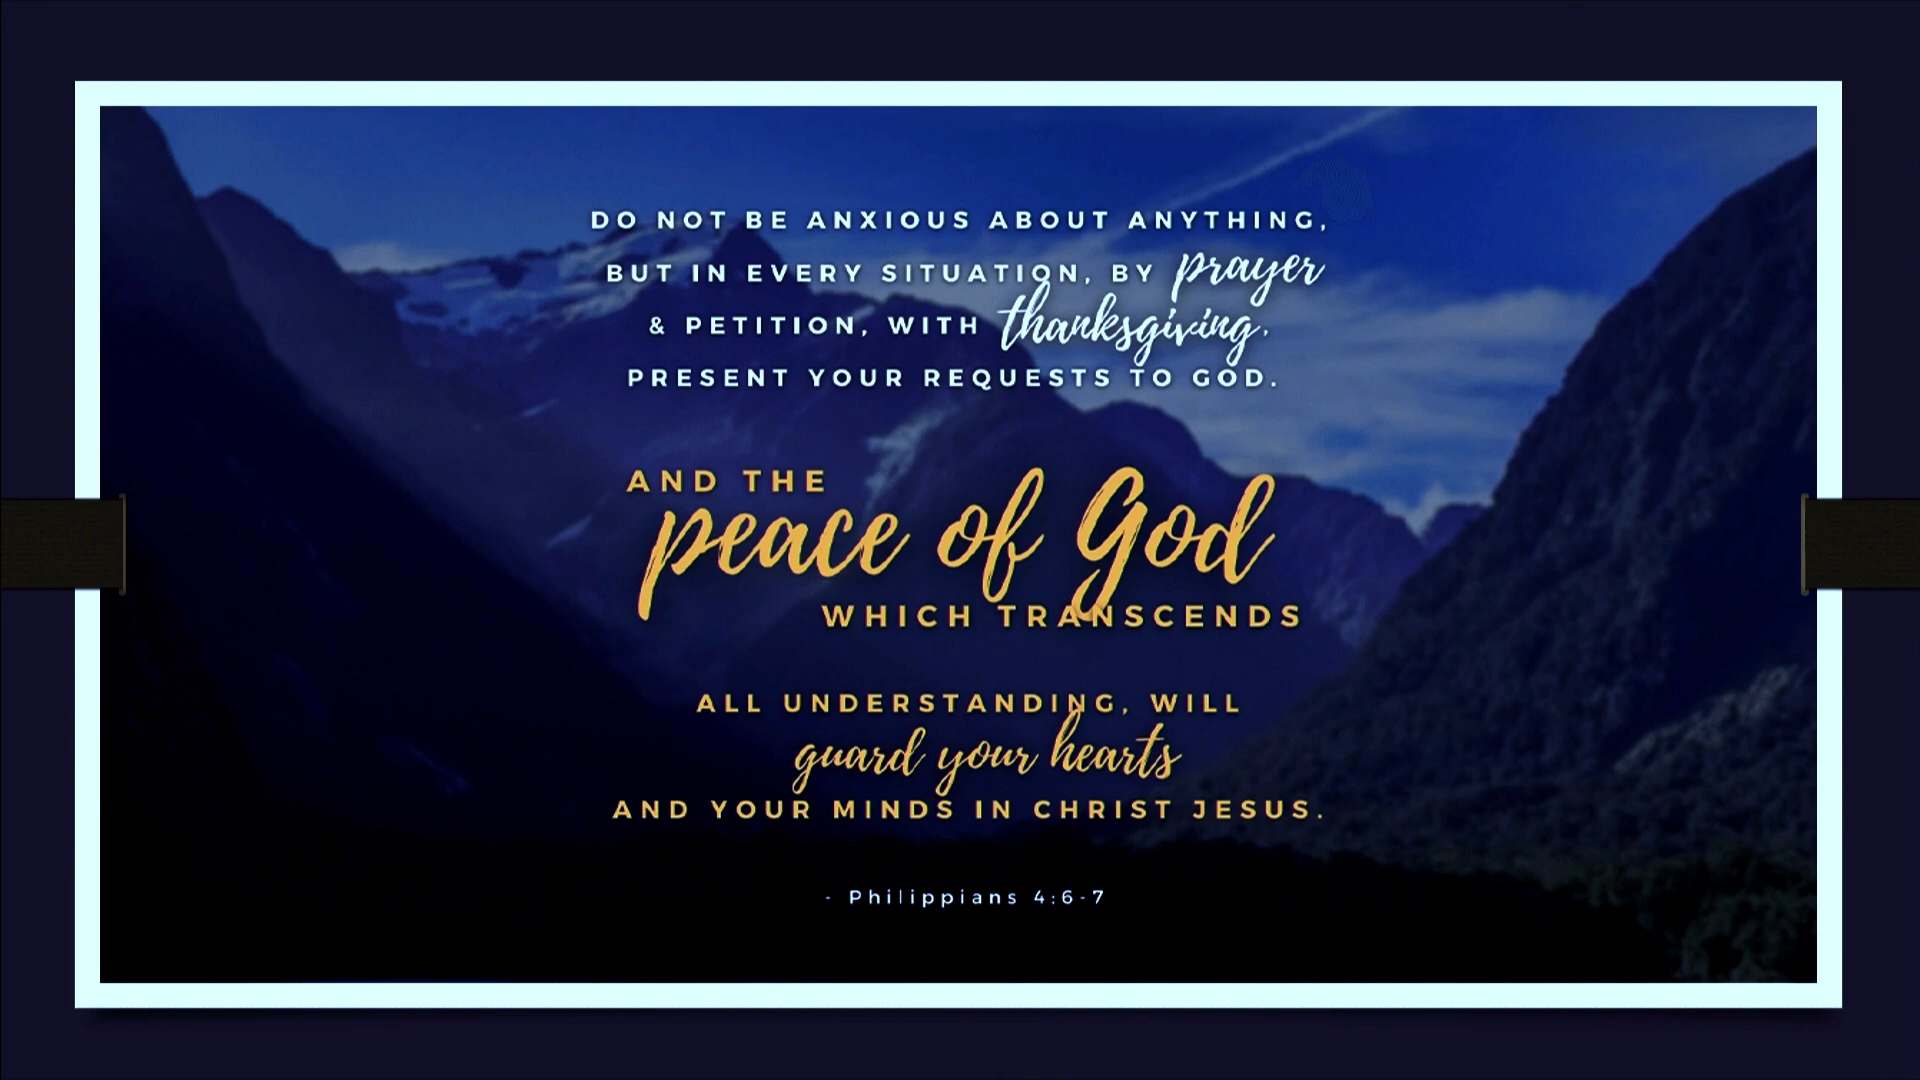 DO NOT BE ANXIOUS ABOUT ANYTHING,
BUT IN EVERY SITUATION, BY prayer
& PETITION, WITH thanksgiving,
PRESENT YOUR REQUESTS TO GOD.
AND THE
peace of God
WHICH TRANSCENDS
ALL UNDERSTANDING, WILL
guard your hearts
AND YOUR MINDS IN CHRIST JESUS.
- Philippians 4:6-7